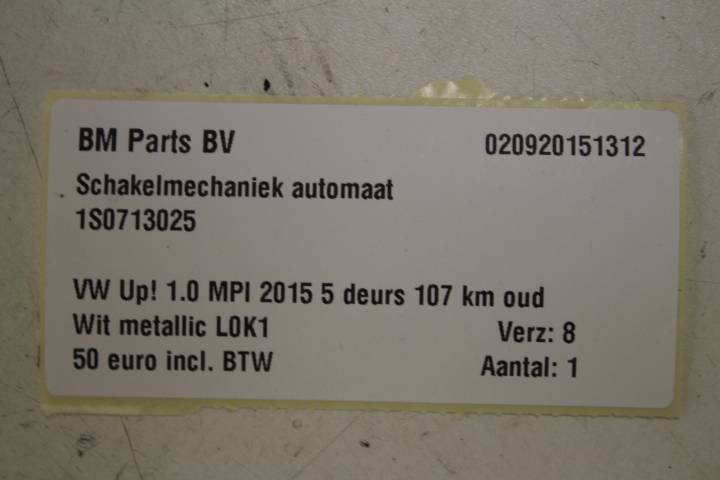 BM Parts BV 020920151312
Schakelmechaniek automaat
1S0713025
VW Up! 1.0 MPI 2015 5 deurs 107 km oud
Wit metallic L0K1 Verz: 8
50 euro incl. BTW Aantal: 1